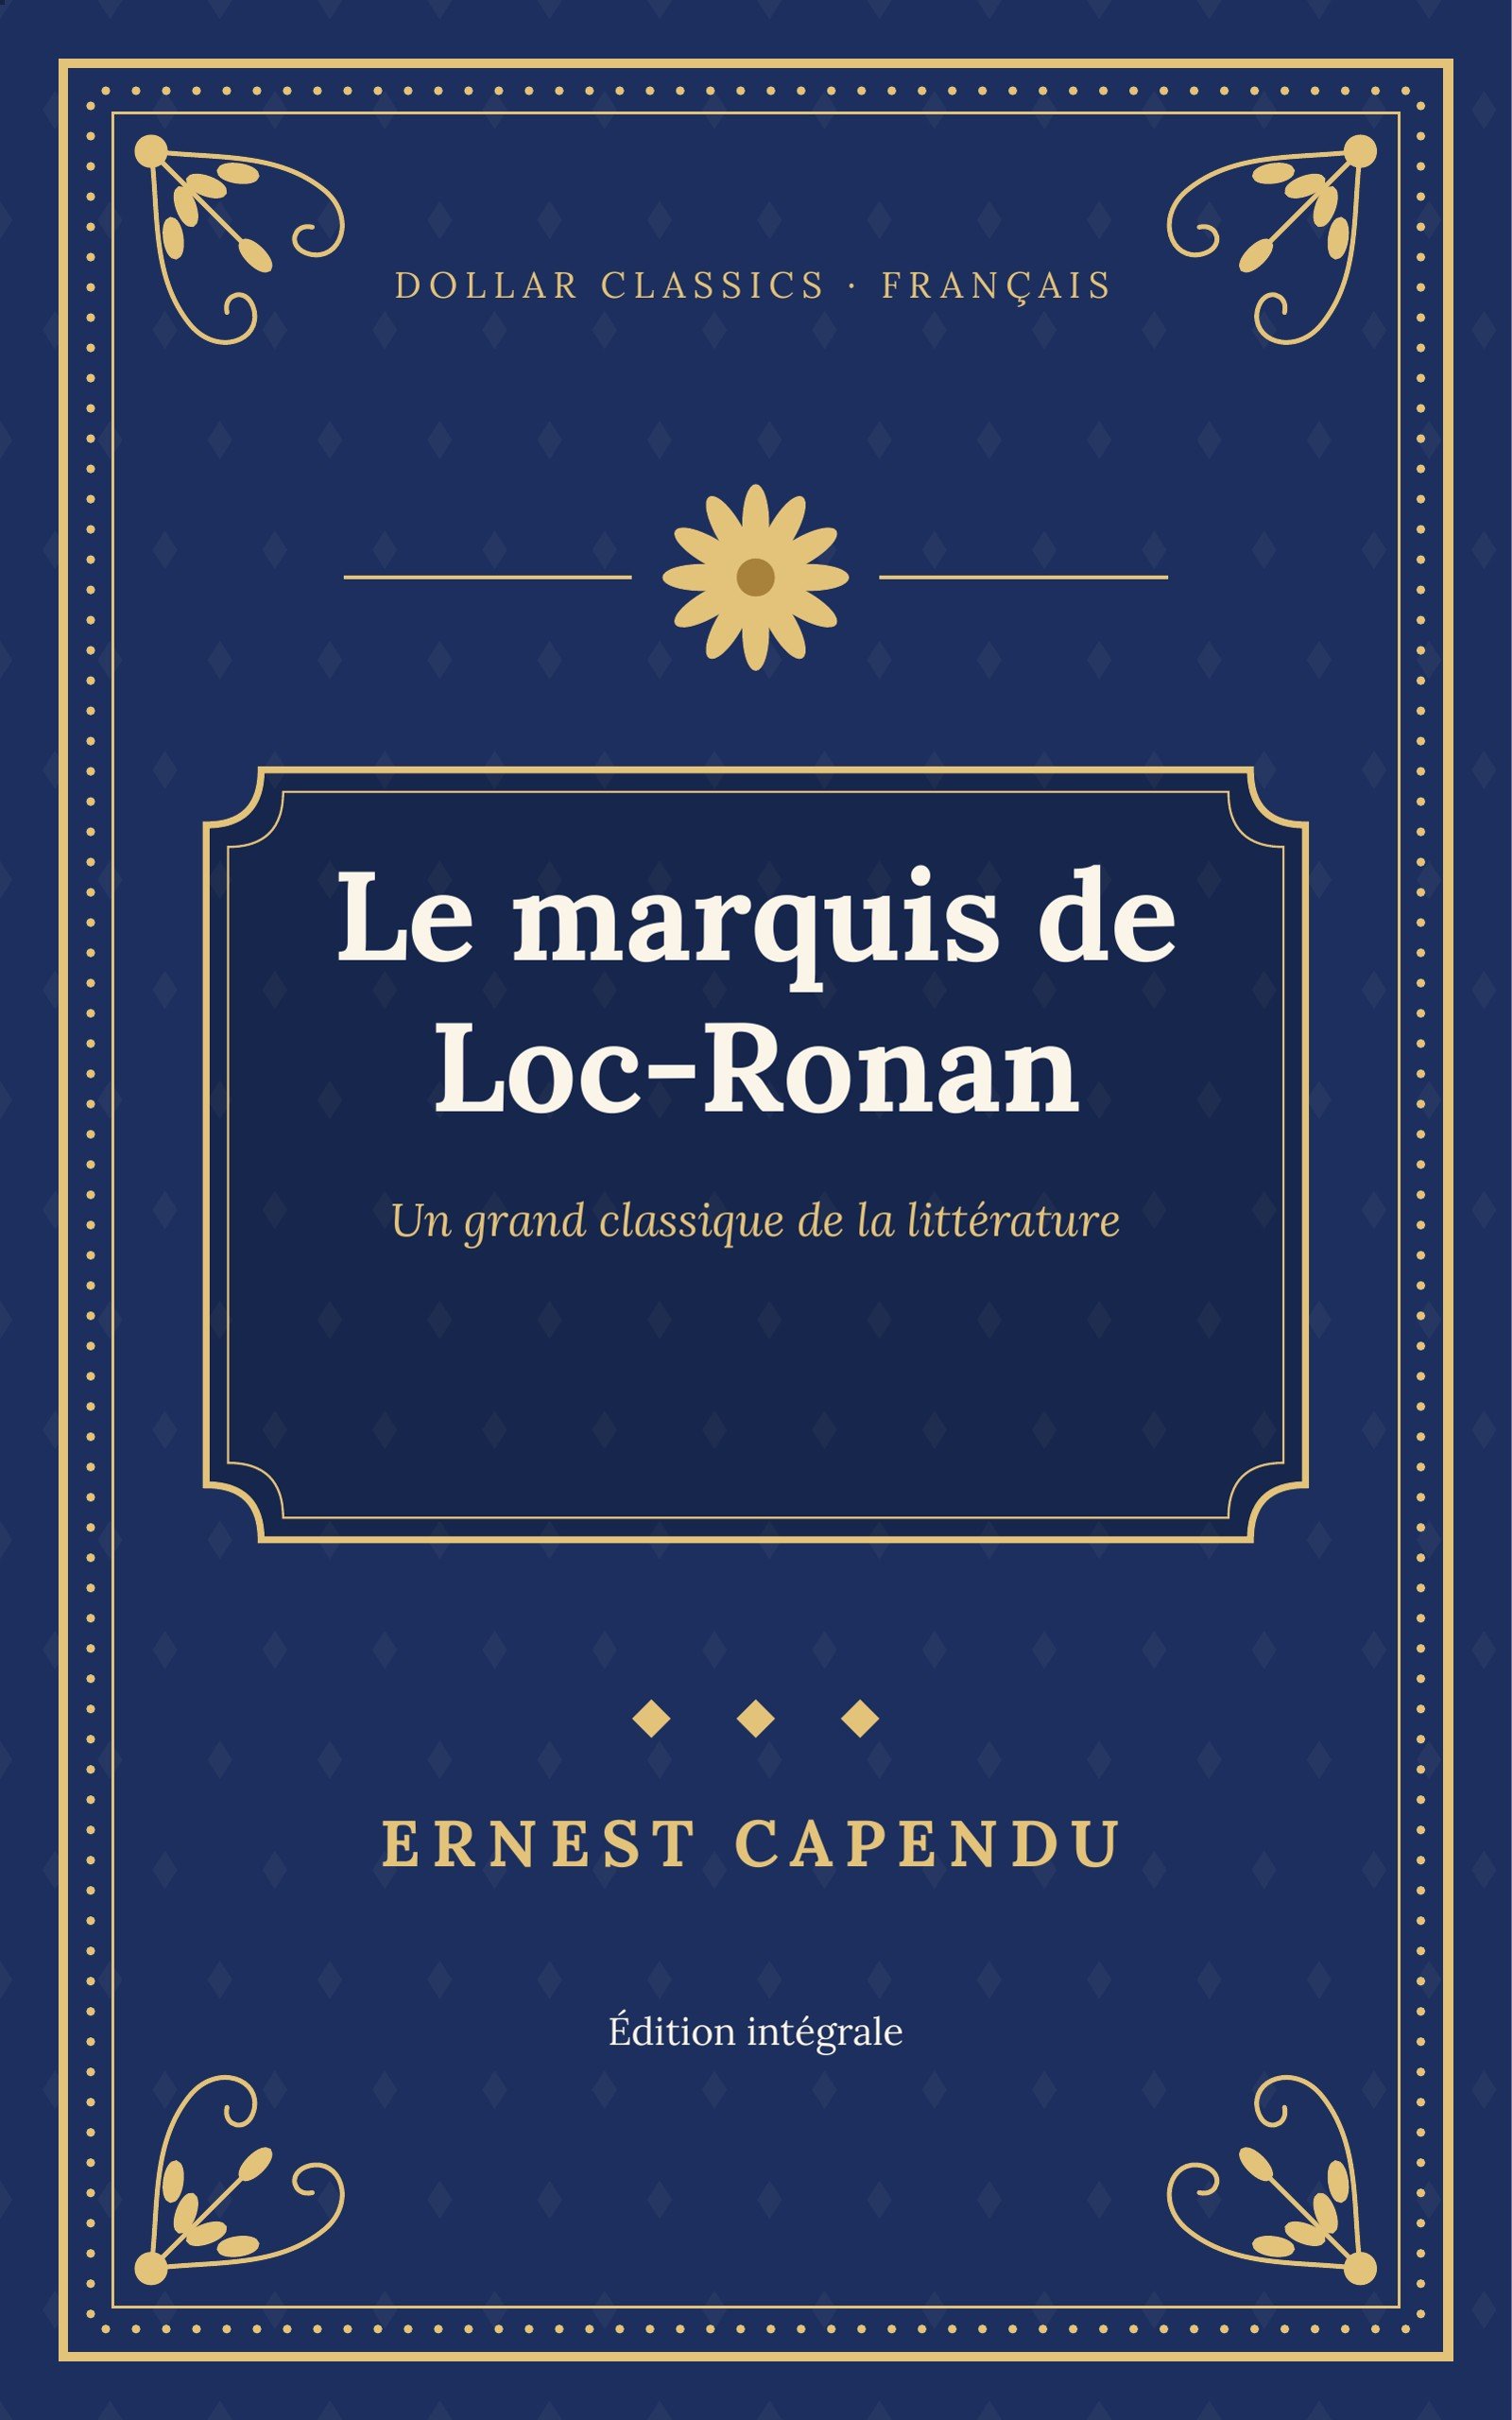 DOLLAR CLASSICS · FRANÇAIS
Le marquis de
Loc-Ronan
Un grand classique de la littérature
ERNEST CAPENDU
Édition intégrale